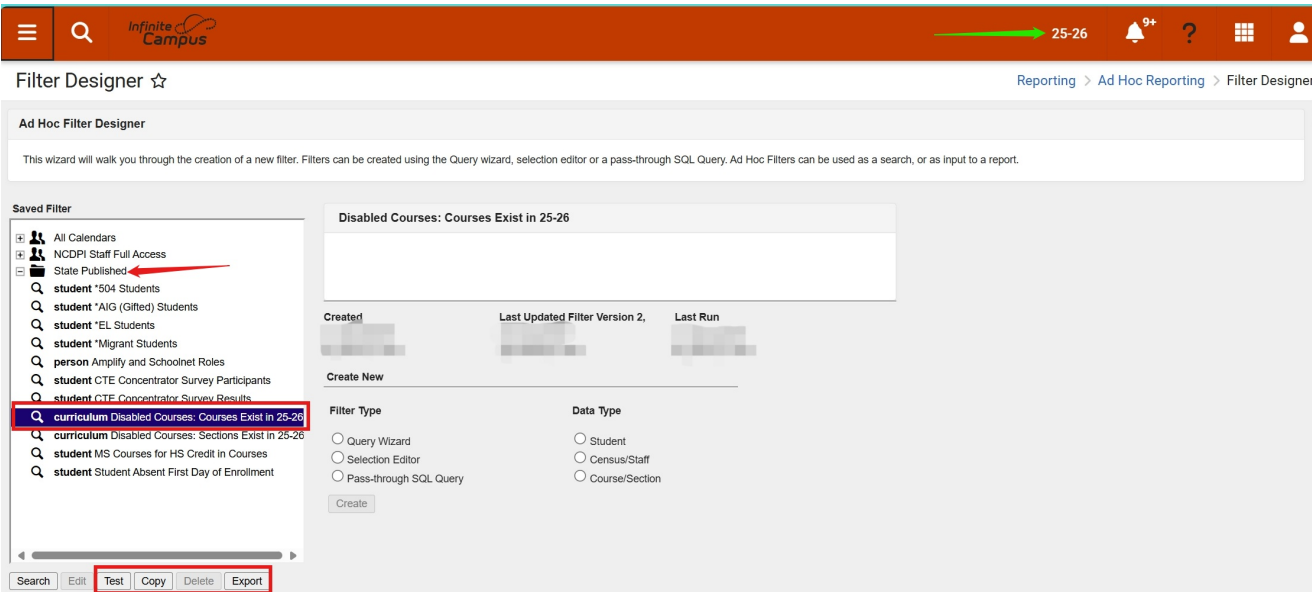 Infinite Campus
25-26
9+
?
Filter Designer
Reporting > Ad Hoc Reporting > Filter Designer
Ad Hoc Filter Designer
This wizard will walk you through the creation of a new filter. Filters can be created using the Query wizard, selection editor or a pass-through SQL Query. Ad Hoc Filters can be used as a search, or as input to a report.
Saved Filter
All Calendars
NCDPI Staff Full Access
State Published
student *504 Students
student *AIG (Gifted) Students
student *EL Students
student *Migrant Students
person Amplify and Schoolnet Roles
student CTE Concentrator Survey Participants
student CTE Concentrator Survey Results
curriculum Disabled Courses: Courses Exist in 25-26
curriculum Disabled Courses: Sections Exist in 25-26
student MS Courses for HS Credit in Courses
student Student Absent First Day of Enrollment
Search Edit Test Copy Delete Export
Disabled Courses: Courses Exist in 25-26
Created Last Updated Filter Version 2, Last Run
Create New
Filter Type Data Type
Query Wizard Student
Selection Editor Census/Staff
Pass-through SQL Query Course/Section
Create